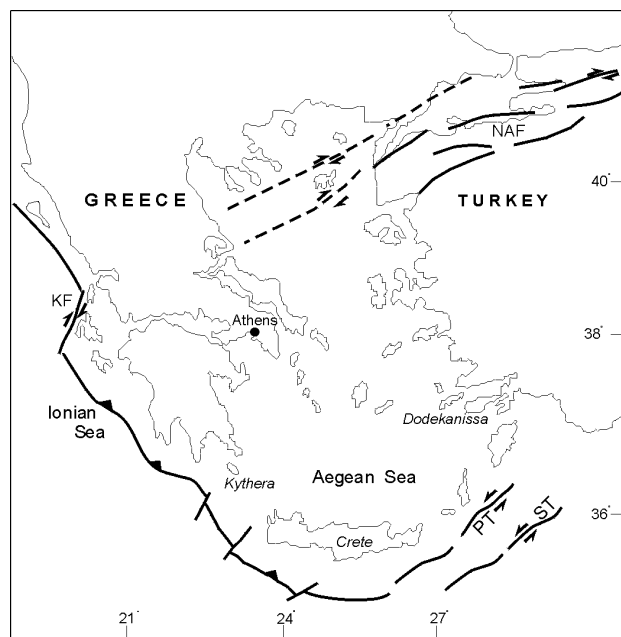 NAF
GREECE
TURKEY
40°
KF
Athens
38°
Ionian
Sea
Dodekanissa
Kythera
Aegean Sea
PT
ST
36°
Crete
21°
24°
27°